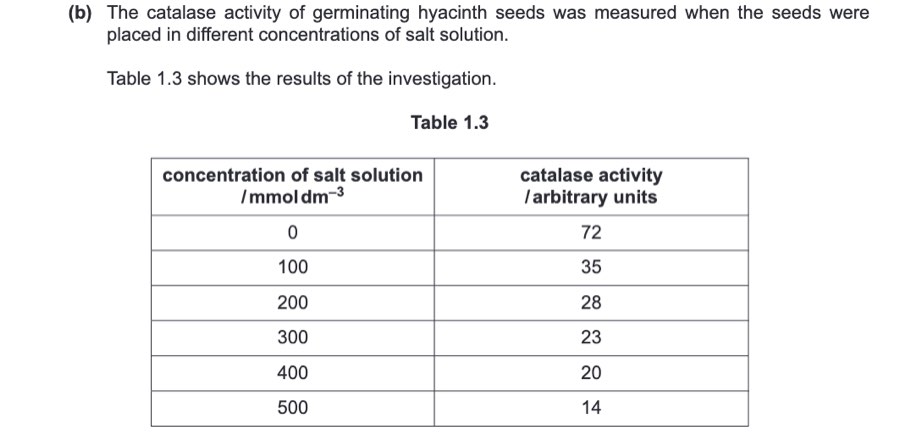 (b) The catalase activity of germinating hyacinth seeds was measured when the seeds were
placed in different concentrations of salt solution.
Table 1.3 shows the results of the investigation.
Table 1.3
concentration of salt solution /mmol dm⁻³ catalase activity /arbitrary units
0 72
100 35
200 28
300 23
400 20
500 14